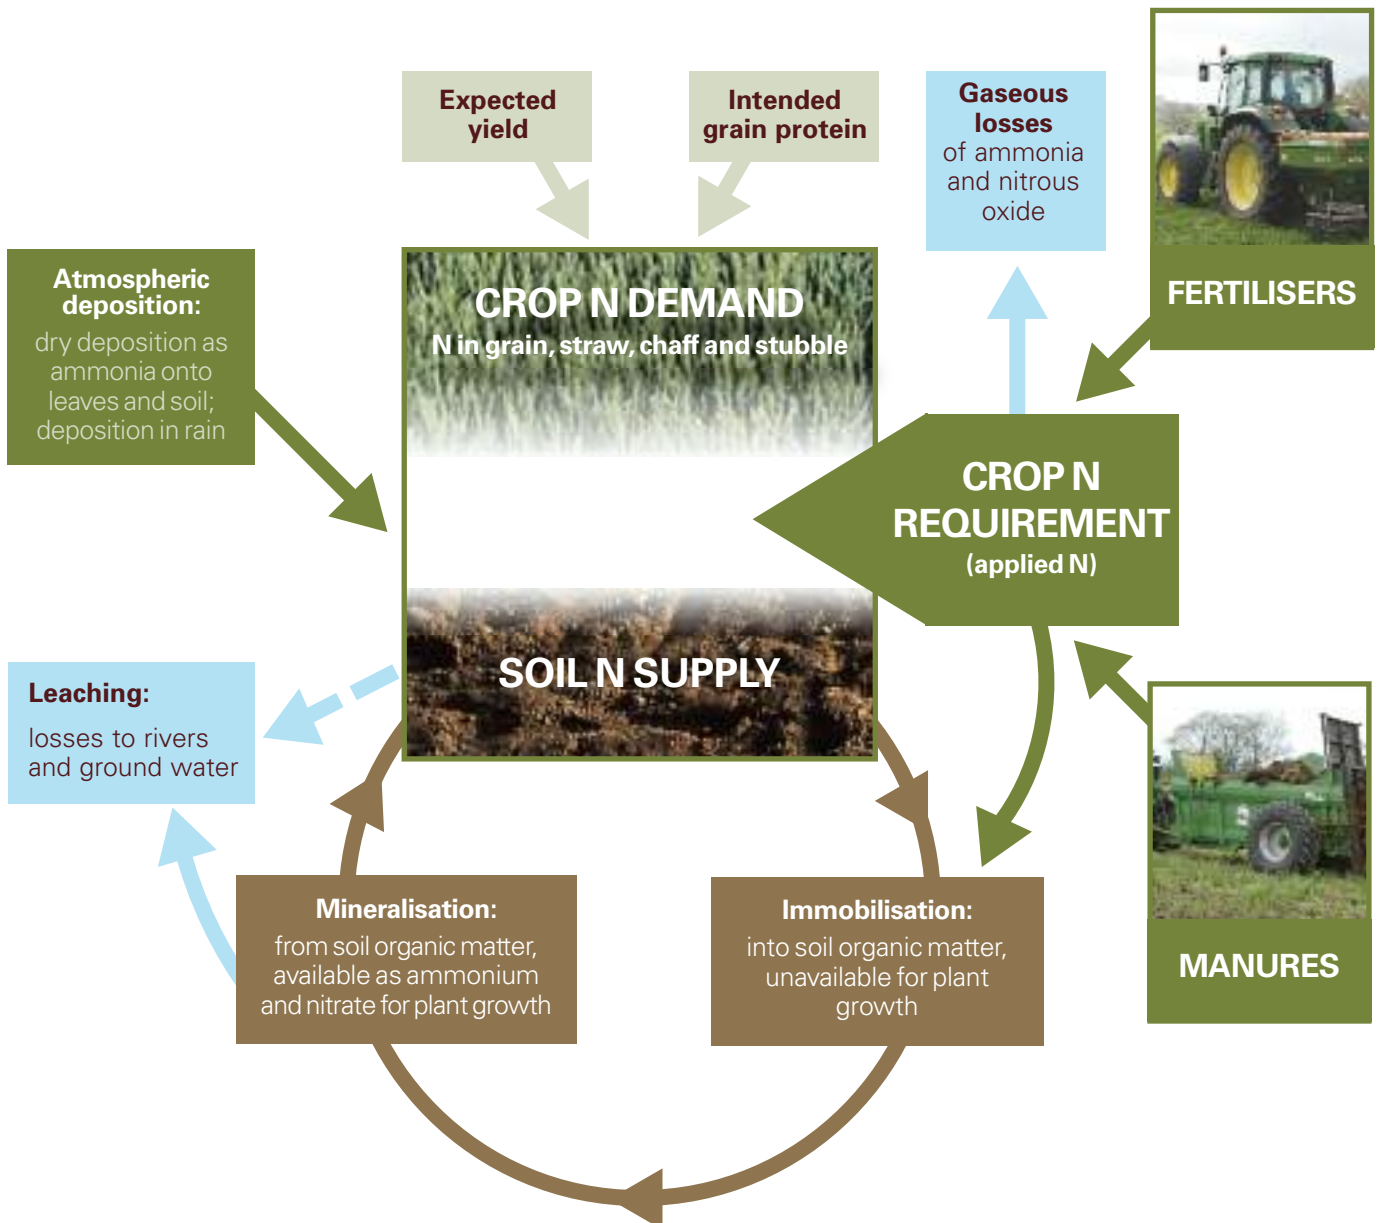 Expected
yield
Intended
grain protein
Gaseous
losses
of ammonia
and nitrous
oxide
FERTILISERS
Atmospheric
deposition:
dry deposition as
ammonia onto
leaves and soil;
deposition in rain
CROP N DEMAND
N in grain, straw, chaff and stubble
CROP N
REQUIREMENT
(applied N)
SOIL N SUPPLY
Leaching:
losses to rivers
and ground water
Mineralisation:
from soil organic matter,
available as ammonium
and nitrate for plant growth
Immobilisation:
into soil organic matter,
unavailable for plant
growth
MANURES